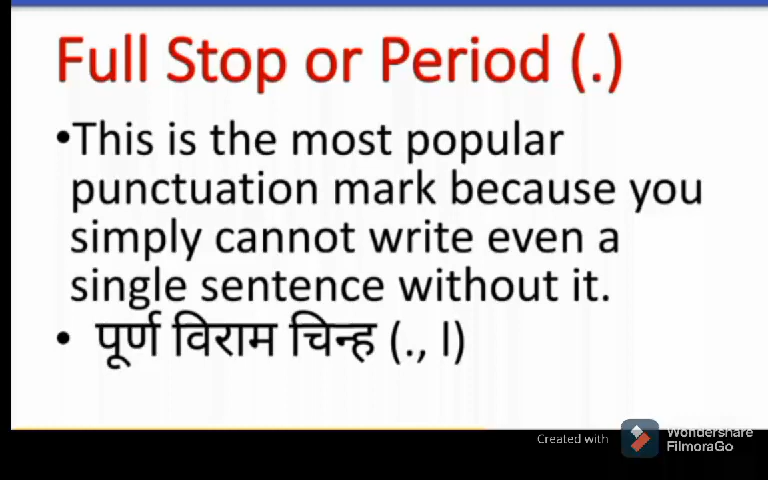 Full Stop or Period (.)
•This is the most popular
punctuation mark because you
simply cannot write even a
single sentence without it.
• पूर्ण विराम चिन्ह (., l)
Created with
Wondershare
FilmoraGo